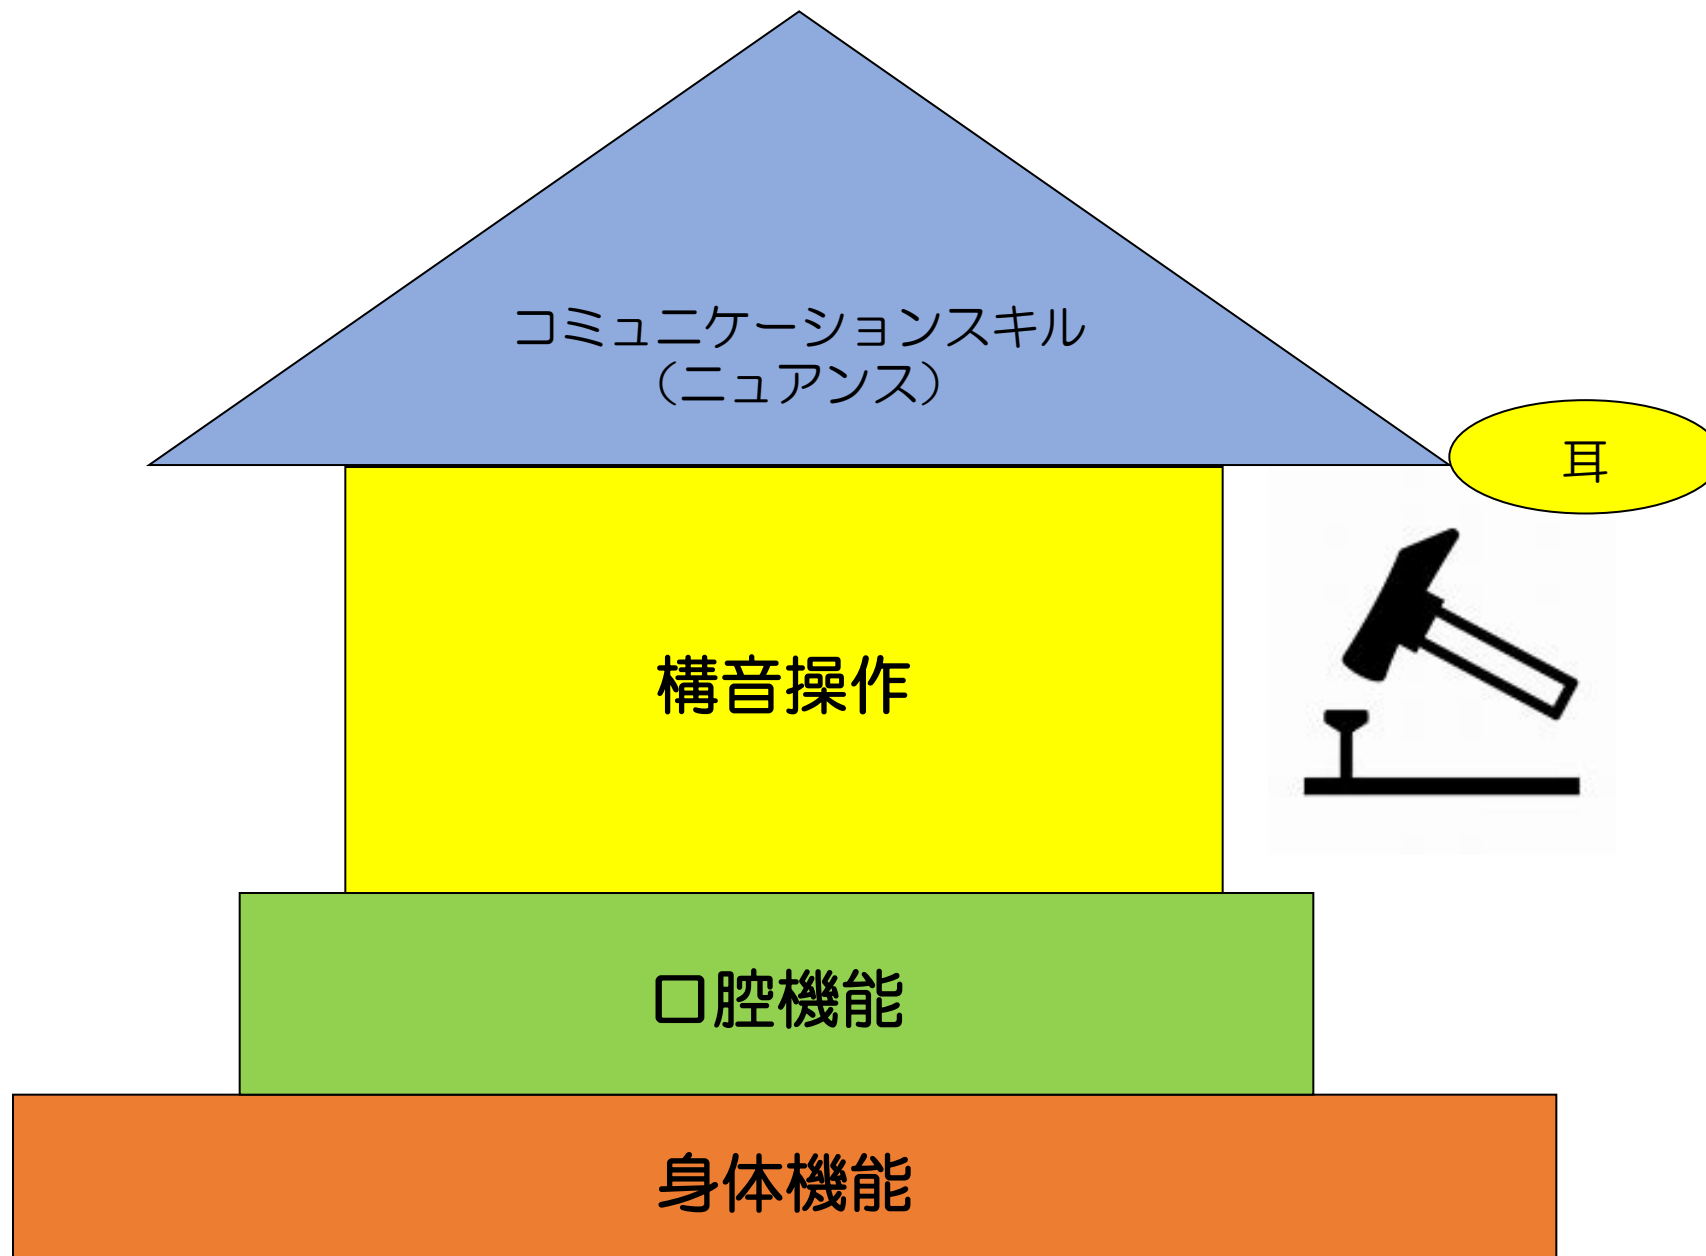 コミュニケーションスキル
（ニュアンス）
耳
構音操作
口腔機能
身体機能